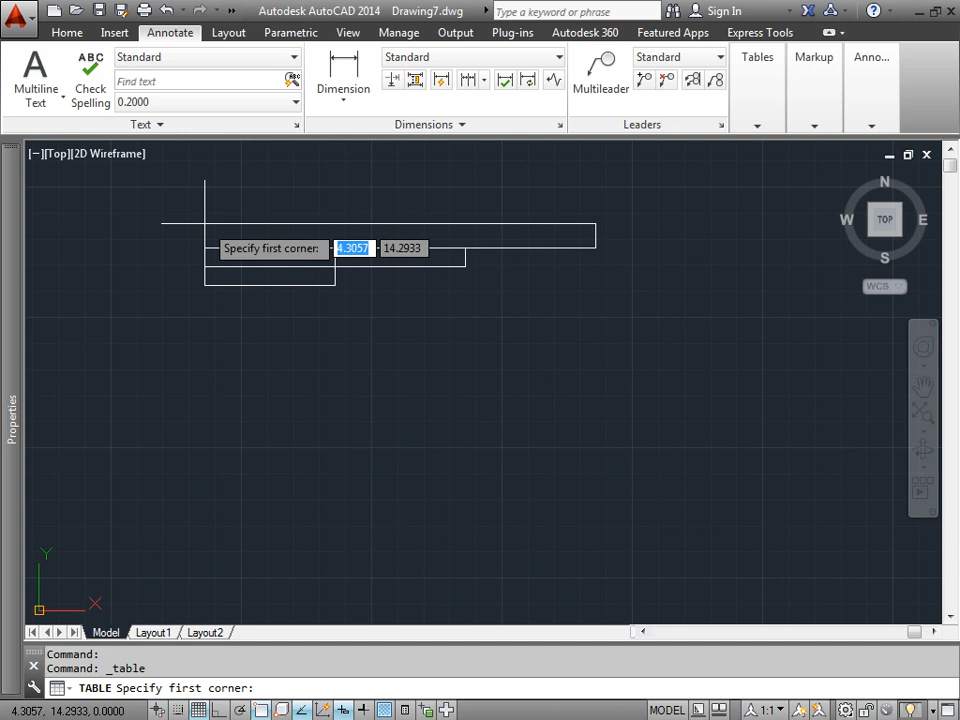 Autodesk AutoCAD 2014 Drawing7.dwg Type a keyword or phrase Sign In
Home Insert Annotate Layout Parametric View Manage Output Plug-ins Autodesk 360 Featured Apps Express Tools
A ABC Standard Standard Standard Tables Markup Anno...
Find text
Multiline Check Dimension Multileader
Text Spelling 0.2000
Text Dimensions Leaders
[−][Top][2D Wireframe]
N
W TOP E
S
WCS
Specify first corner: 4.3057 14.2933
Properties
Y
X
Model Layout1 Layout2
Command:
Command: _table
TABLE Specify first corner:
4.3057, 14.2933, 0.0000 MODEL 1:1